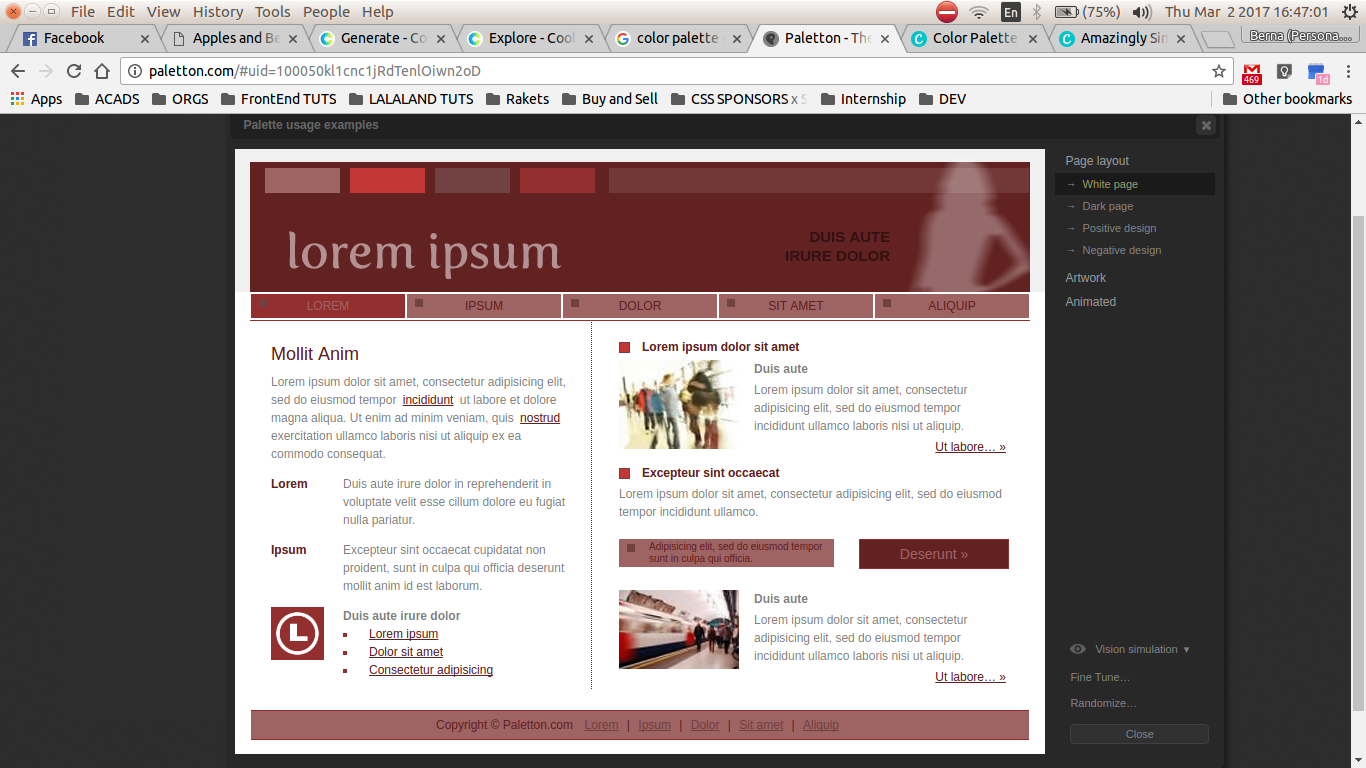 File Edit View History Tools People Help
En (75%) Thu Mar 2 2017 16:47:01
Facebook Apples and Be Generate - Co Explore - Cool color palette Paletton - The Color Palette Amazingly Sim Berna (Persona...
paletton.com/#uid=100050kl1cnc1jRdTenlOiwn2oD 469 1d
Apps ACADS ORGS FrontEnd TUTS LALALAND TUTS Rakets Buy and Sell CSS SPONSORS x S Internship DEV Other bookmarks
Palette usage examples
Page layout
→ White page
→ Dark page
→ Positive design
→ Negative design
Artwork
Animated
lorem ipsum
DUIS AUTE
IRURE DOLOR
LOREM IPSUM DOLOR SIT AMET ALIQUIP
Mollit Anim
Lorem ipsum dolor sit amet, consectetur adipisicing elit,
sed do eiusmod tempor incididunt ut labore et dolore
magna aliqua. Ut enim ad minim veniam, quis nostrud
exercitation ullamco laboris nisi ut aliquip ex ea
commodo consequat.
Lorem Duis aute irure dolor in reprehenderit in
voluptate velit esse cillum dolore eu fugiat
nulla pariatur.
Ipsum Excepteur sint occaecat cupidatat non
proident, sunt in culpa qui officia deserunt
mollit anim id est laborum.
L
Duis aute irure dolor
Lorem ipsum
Dolor sit amet
Consectetur adipisicing
Lorem ipsum dolor sit amet
Duis aute
Lorem ipsum dolor sit amet, consectetur
adipisicing elit, sed do eiusmod tempor
incididunt ullamco laboris nisi ut aliquip.
Ut labore… »
Excepteur sint occaecat
Lorem ipsum dolor sit amet, consectetur adipisicing elit, sed do eiusmod
tempor incididunt ullamco.
Adipisicing elit, sed do eiusmod tempor
sunt in culpa qui officia.
Deserunt »
Duis aute
Lorem ipsum dolor sit amet, consectetur
adipisicing elit, sed do eiusmod tempor
incididunt ullamco laboris nisi ut aliquip.
Ut labore… »
Copyright © Paletton.com Lorem | Ipsum | Dolor | Sit amet | Aliquip
Vision simulation ▾
Fine Tune…
Randomize…
Close